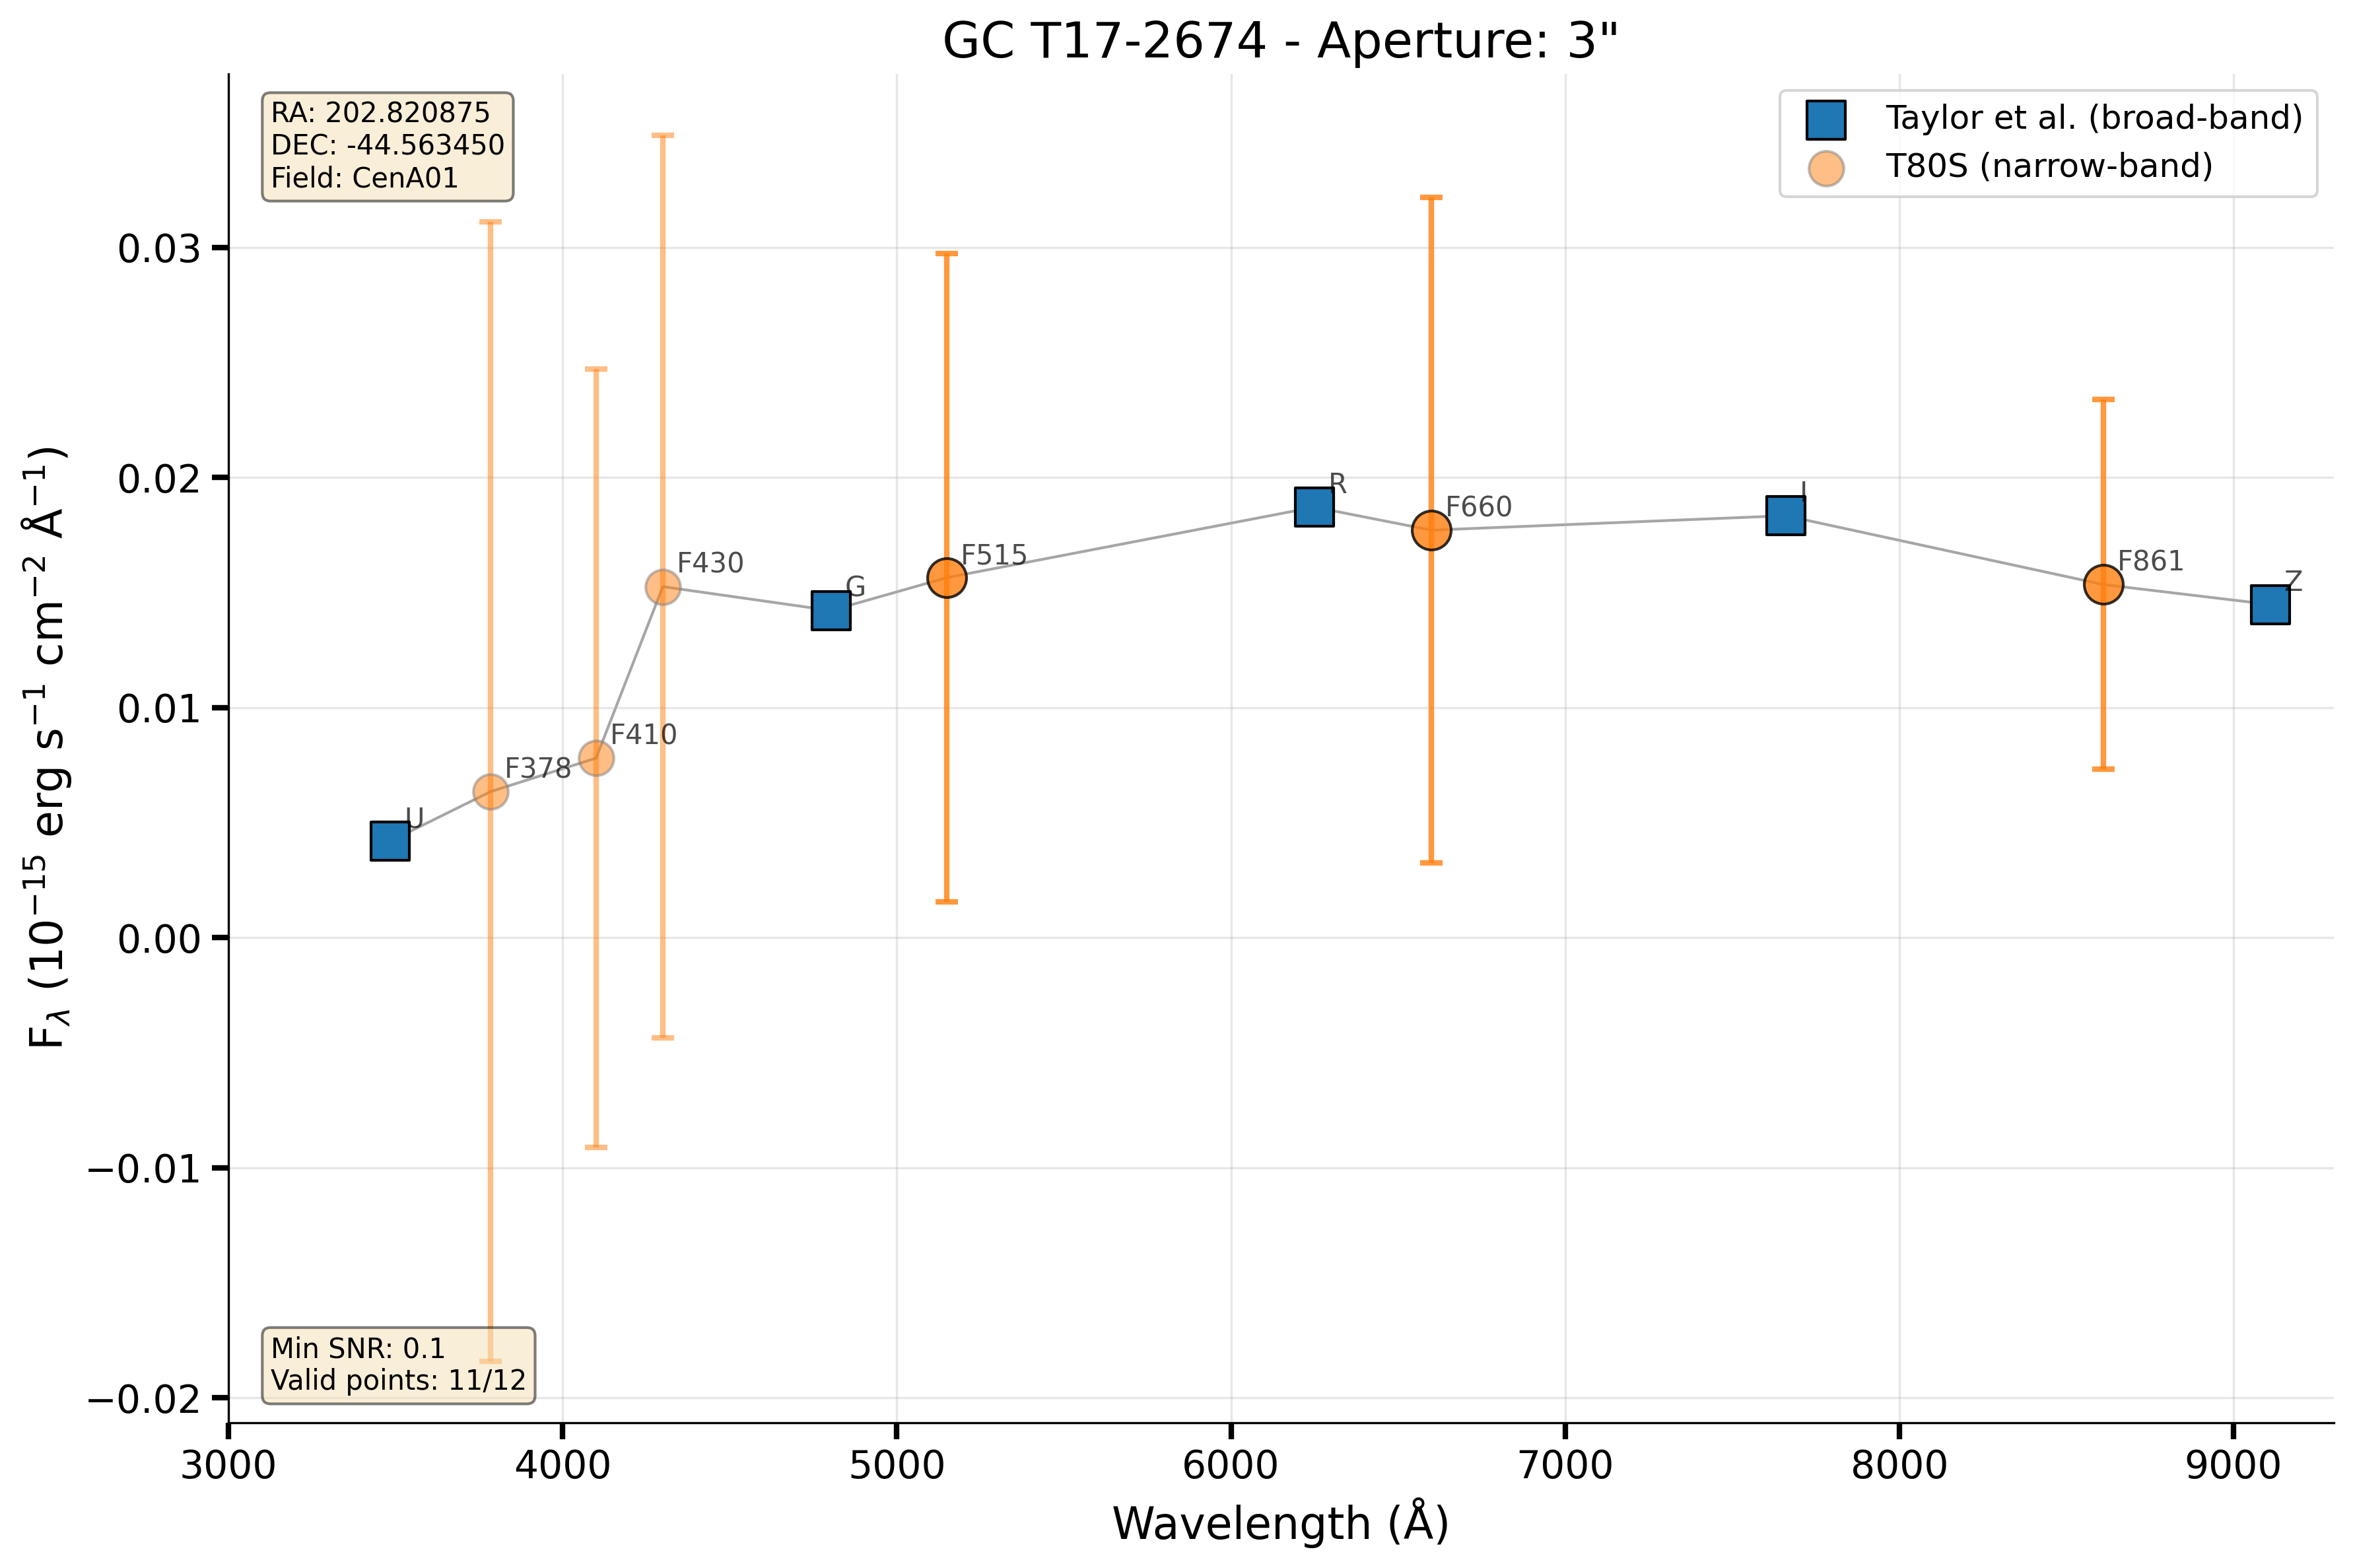 GC T17-2674 - Aperture: 3"
RA: 202.820875
DEC: -44.563450
Field: CenA01
Taylor et al. (broad-band)
T80S (narrow-band)
F_λ (10⁻¹⁵ erg s⁻¹ cm⁻² Å⁻¹)
0.03
0.02
0.01
0.00
−0.01
−0.02
U
F378
F410
F430
G
F515
R
F660
I
F861
Z
Min SNR: 0.1
Valid points: 11/12
3000
4000
5000
6000
7000
8000
9000
Wavelength (Å)